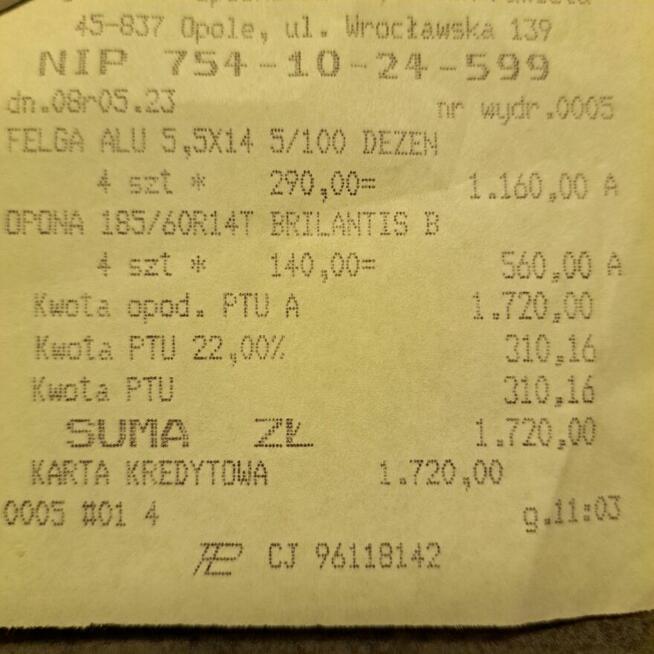 45-837 Opole, ul. Wrocławska 139
NIP 754-10-24-599
dn.08r05.23 nr wydr.0005
FELGA ALU 5,5X14 5/100 DEZEN
4 szt * 290,00= 1.160,00 A
OPONA 185/60R14T BRILANTIS B
4 szt * 140,00= 560,00 A
Kwota opod. PTU A 1.720,00
Kwota PTU 22,00% 310,16
Kwota PTU 310,16
SUMA ZŁ 1.720,00
KARTA KREDYTOWA 1.720,00
0005 #01 4 g.11:03
CJ 96118142